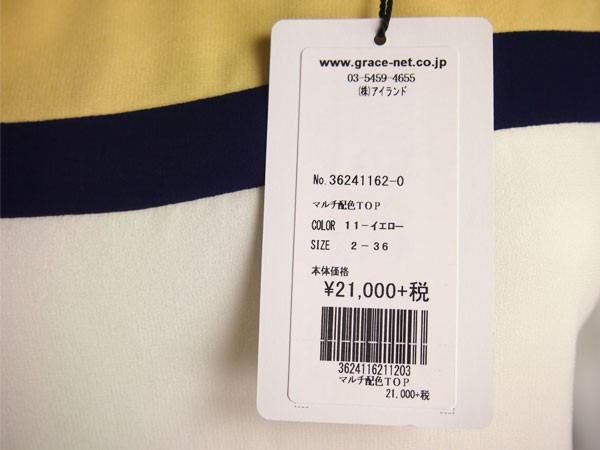 www.grace-net.co.jp
03-5459-4655
(株)アイランド
No.36241162-0
マルチ配色TOP
COLOR 11-イエロー
SIZE 2-36
本体価格
¥21,000+税
3624116211203
マルチ配色TOP
21,000+税